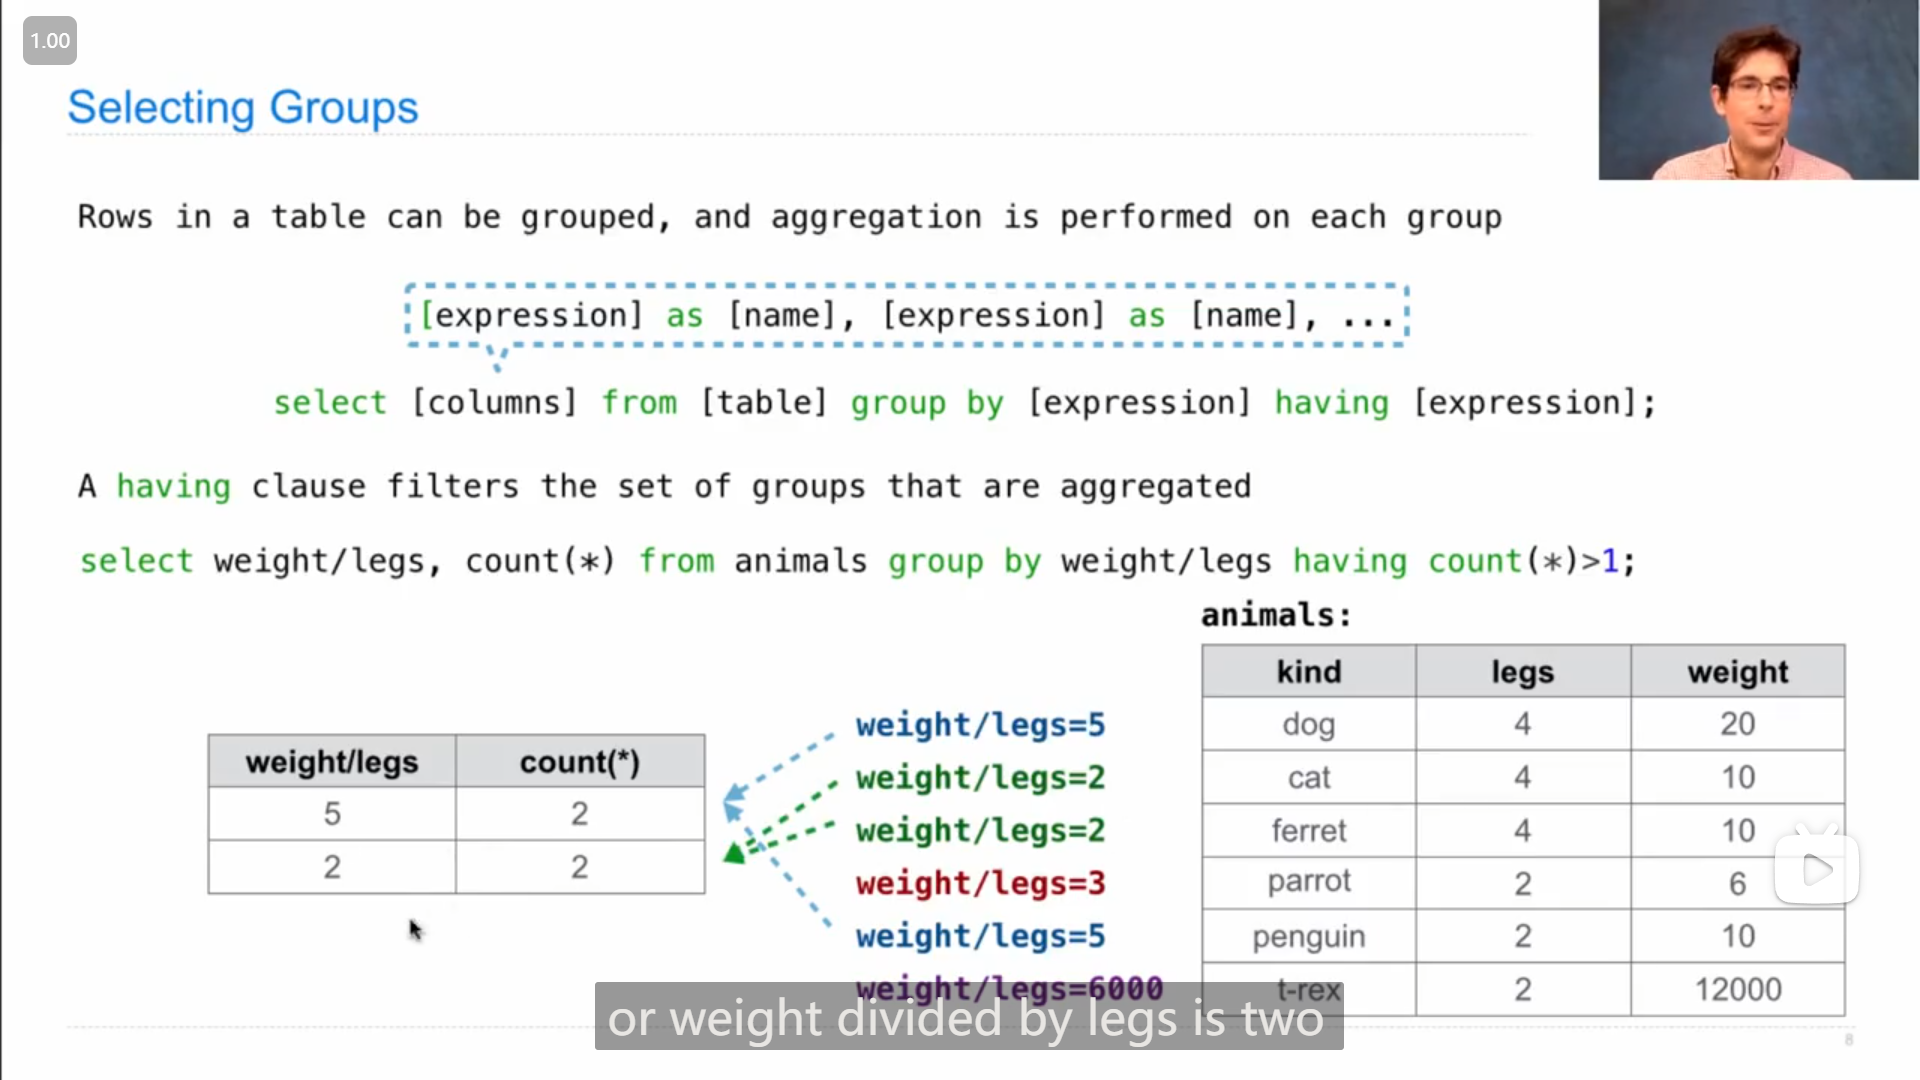 1.00
Selecting Groups
Rows in a table can be grouped, and aggregation is performed on each group
[expression] as [name], [expression] as [name], ...
select [columns] from [table] group by [expression] having [expression];
A having clause filters the set of groups that are aggregated
select weight/legs, count(*) from animals group by weight/legs having count(*)>1;
animals:
kind legs weight
dog 4 20
cat 4 10
ferret 4 10
parrot 2 6
penguin 2 10
t-rex 2 12000
weight/legs=5
weight/legs=2
weight/legs=2
weight/legs=3
weight/legs=5
weight/legs=6000
weight/legs count(*)
5 2
2 2
or weight divided by legs is two
8